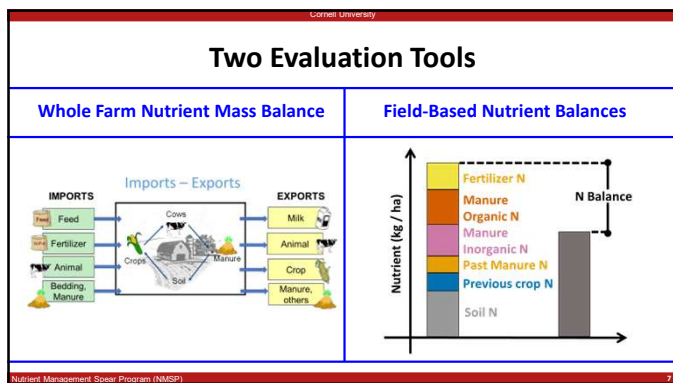 Cornell University
Two Evaluation Tools
Whole Farm Nutrient Mass Balance
Imports – Exports
IMPORTS
Feed
Fertilizer
Animal
Bedding,
Manure
Cows
Crops
Manure
Soil
EXPORTS
Milk
Animal
Crop
Manure,
others
Field-Based Nutrient Balances
Nutrient (kg / ha)
Fertilizer N
Manure
Organic N
Manure
Inorganic N
Past Manure N
Previous crop N
Soil N
N Balance
Nutrient Management Spear Program (NMSP)
7